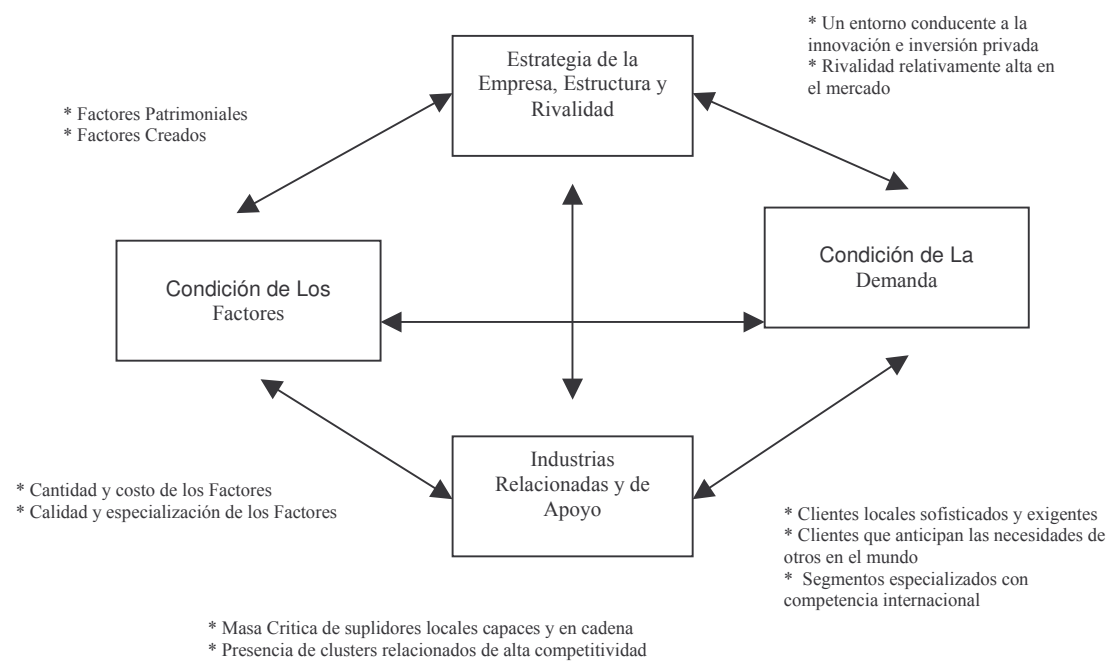 * Un entorno conducente a la
innovación e inversión privada
* Rivalidad relativamente alta en
el mercado
Estrategia de la
Empresa, Estructura y
Rivalidad
* Factores Patrimoniales
* Factores Creados
Condición de La
Demanda
Condición de Los
Factores
Industrias
Relacionadas y de
Apoyo
* Cantidad y costo de los Factores
* Calidad y especialización de los Factores
* Clientes locales sofisticados y exigentes
* Clientes que anticipan las necesidades de
otros en el mundo
* Segmentos especializados con
competencia internacional
* Masa Critica de suplidores locales capaces y en cadena
* Presencia de clusters relacionados de alta competitividad